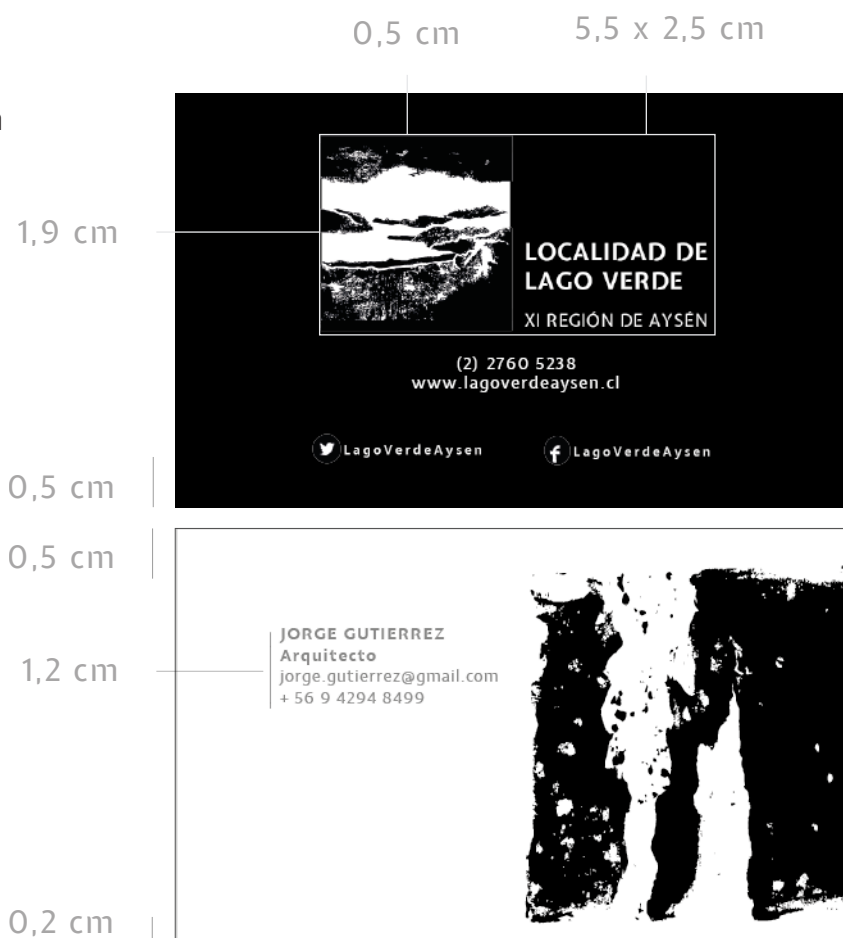 0,5 cm
5,5 x 2,5 cm
1,9 cm
LOCALIDAD DE
LAGO VERDE
XI REGIÓN DE AYSÉN
(2) 2760 5238
www.lagoverdeaysen.cl
LagoVerdeAysen
LagoVerdeAysen
0,5 cm
0,5 cm
JORGE GUTIERREZ
Arquitecto
jorge.gutierrez@gmail.com
+ 56 9 4294 8499
1,2 cm
0,2 cm